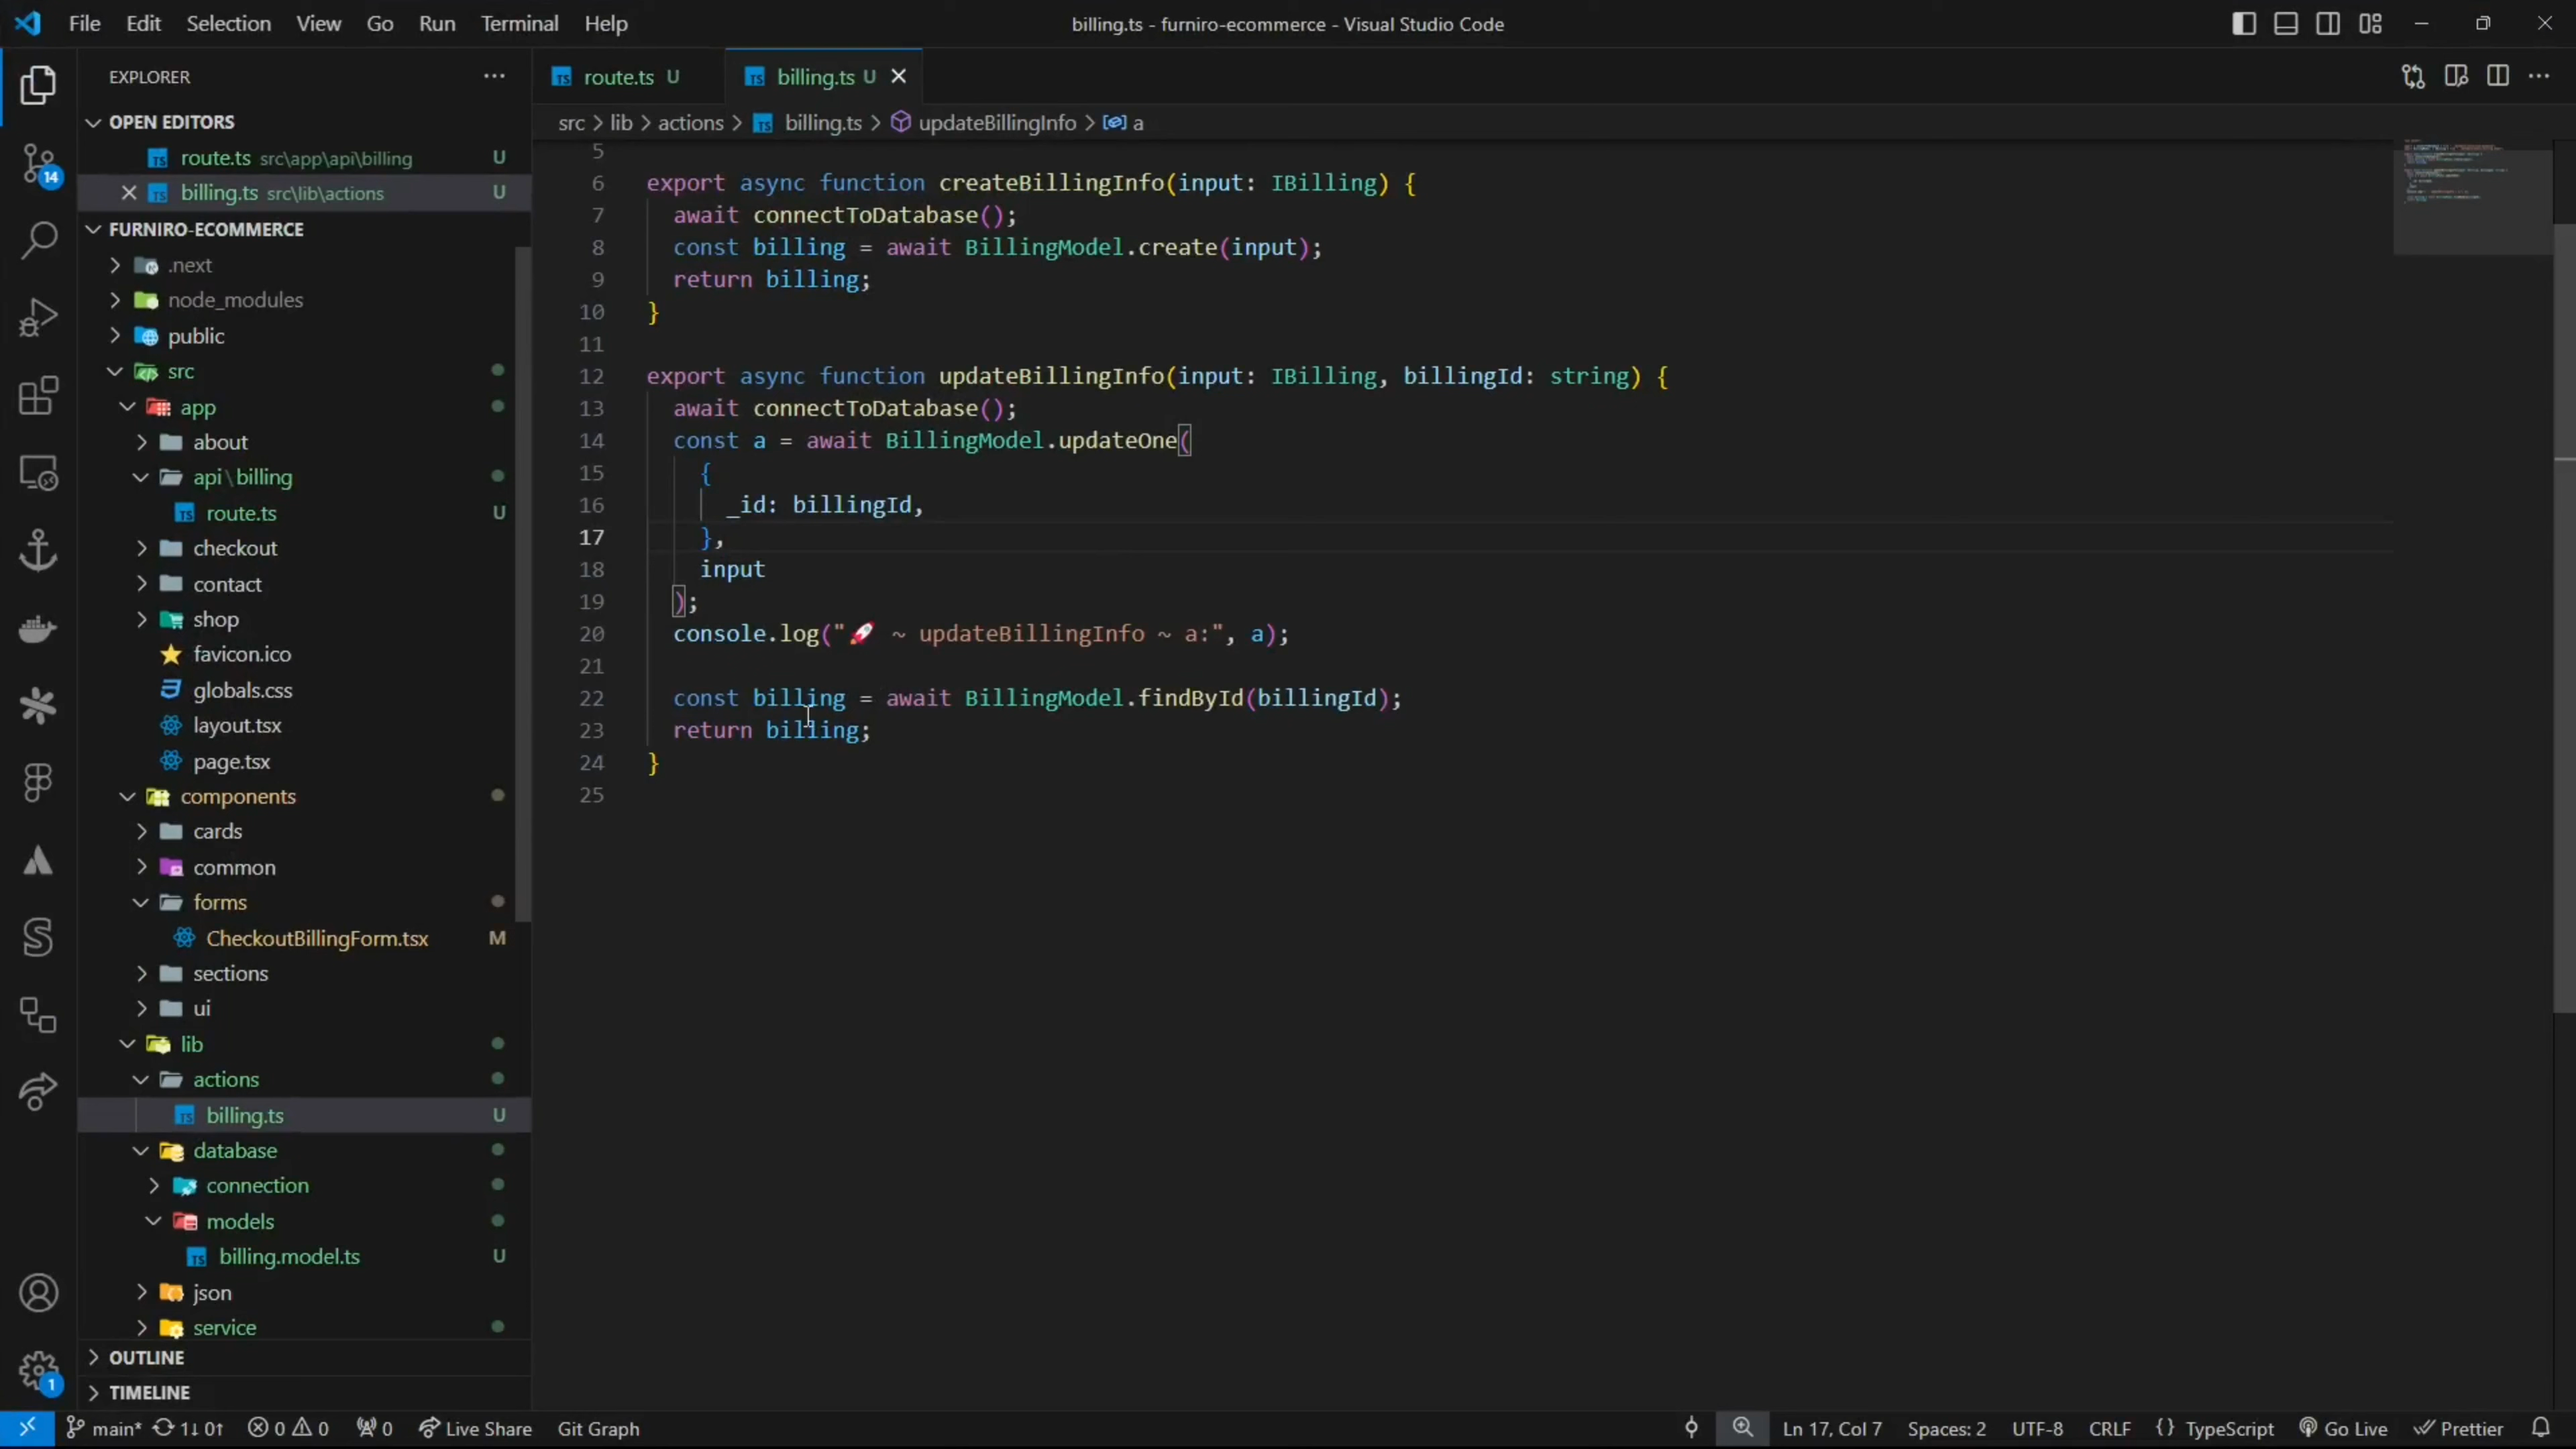 File Edit Selection View Go Run Terminal Help
billing.ts - furniro-ecommerce - Visual Studio Code
EXPLORER
OPEN EDITORS
route.ts src\app\api\billing U
billing.ts src\lib\actions U
FURNIRO-ECOMMERCE
.next
node_modules
public
src
app
about
api\billing
route.ts U
checkout
contact
shop
favicon.ico
globals.css
layout.tsx
page.tsx
components
cards
common
forms
CheckoutBillingForm.tsx M
sections
ui
lib
actions
billing.ts U
database
connection
models
billing.model.ts U
json
service
OUTLINE
TIMELINE
14
1
route.ts U
billing.ts U
src > lib > actions > billing.ts > updateBillingInfo > a
5
6 export async function createBillingInfo(input: IBilling) {
7 await connectToDatabase();
8 const billing = await BillingModel.create(input);
9 return billing;
10 }
11
12 export async function updateBillingInfo(input: IBilling, billingId: string) {
13 await connectToDatabase();
14 const a = await BillingModel.updateOne(
15 {
16 _id: billingId,
17 },
18 input
19 );
20 console.log("🚀 ~ updateBillingInfo ~ a:", a);
21
22 const billing = await BillingModel.findById(billingId);
23 return billing;
24 }
25
main* 1↓ 0↑ 0 0 0 Live Share Git Graph
Ln 17, Col 7 Spaces: 2 UTF-8 CRLF {} TypeScript Go Live Prettier